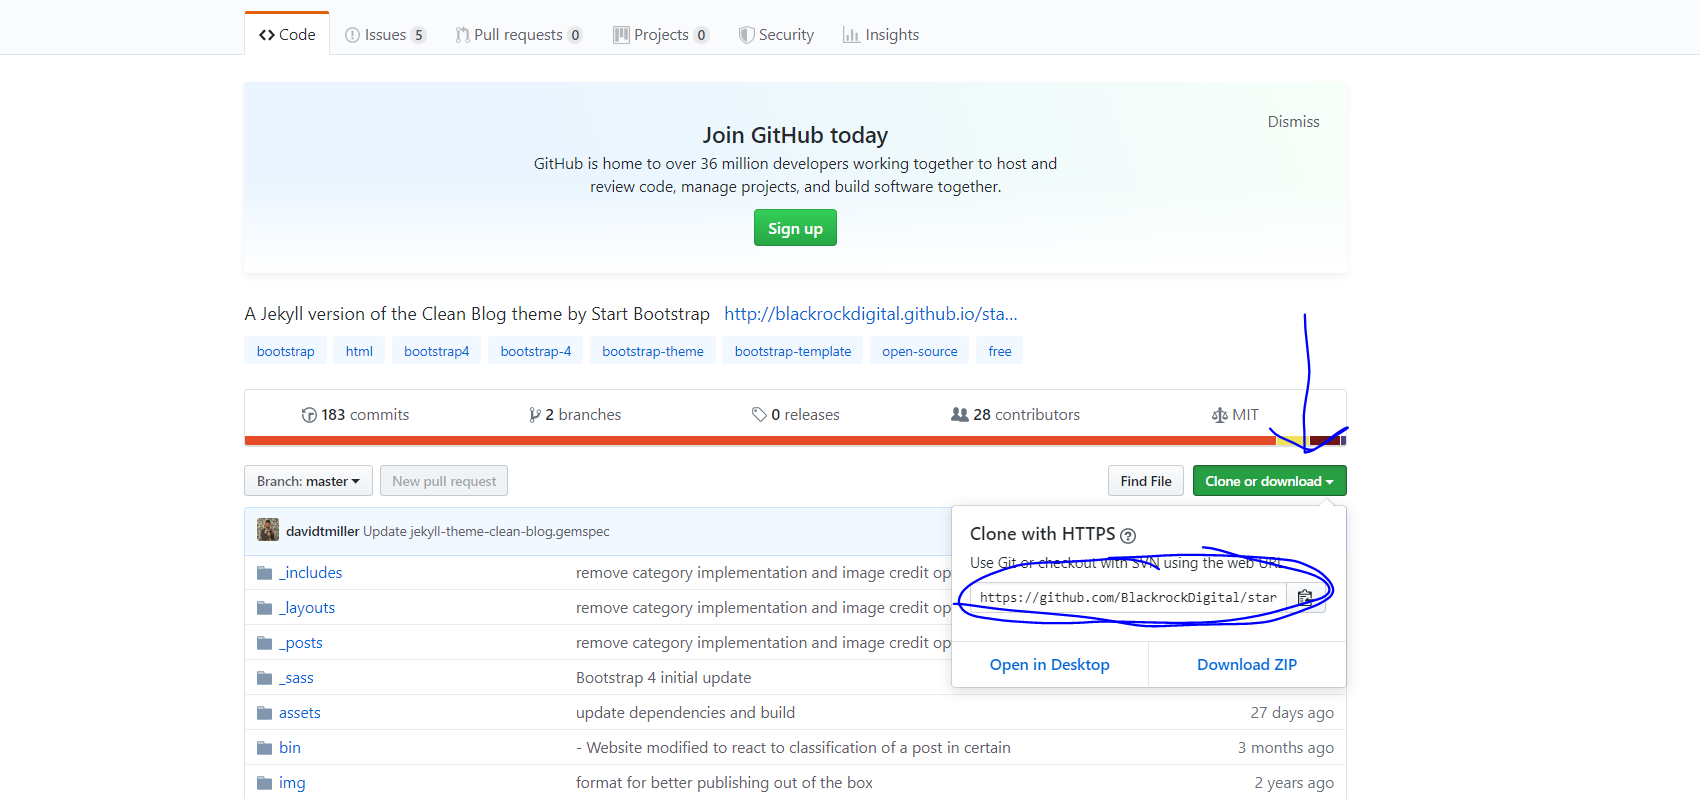 Code Issues 5 Pull requests 0 Projects 0 Security Insights
Dismiss
Join GitHub today
GitHub is home to over 36 million developers working together to host and
review code, manage projects, and build software together.
Sign up
A Jekyll version of the Clean Blog theme by Start Bootstrap http://blackrockdigital.github.io/sta...
bootstrap html bootstrap4 bootstrap-4 bootstrap-theme bootstrap-template open-source free
183 commits 2 branches 0 releases 28 contributors MIT
Branch: master New pull request Find File Clone or download
davidtmiller Update jekyll-theme-clean-blog.gemspec
Clone with HTTPS ?
Use Git or checkout with SVN using the web URL.
https://github.com/BlackrockDigital/star
Open in Desktop Download ZIP
_includes remove category implementation and image credit op
_layouts remove category implementation and image credit op
_posts remove category implementation and image credit op
_sass Bootstrap 4 initial update
assets update dependencies and build 27 days ago
bin - Website modified to react to classification of a post in certain 3 months ago
img format for better publishing out of the box 2 years ago